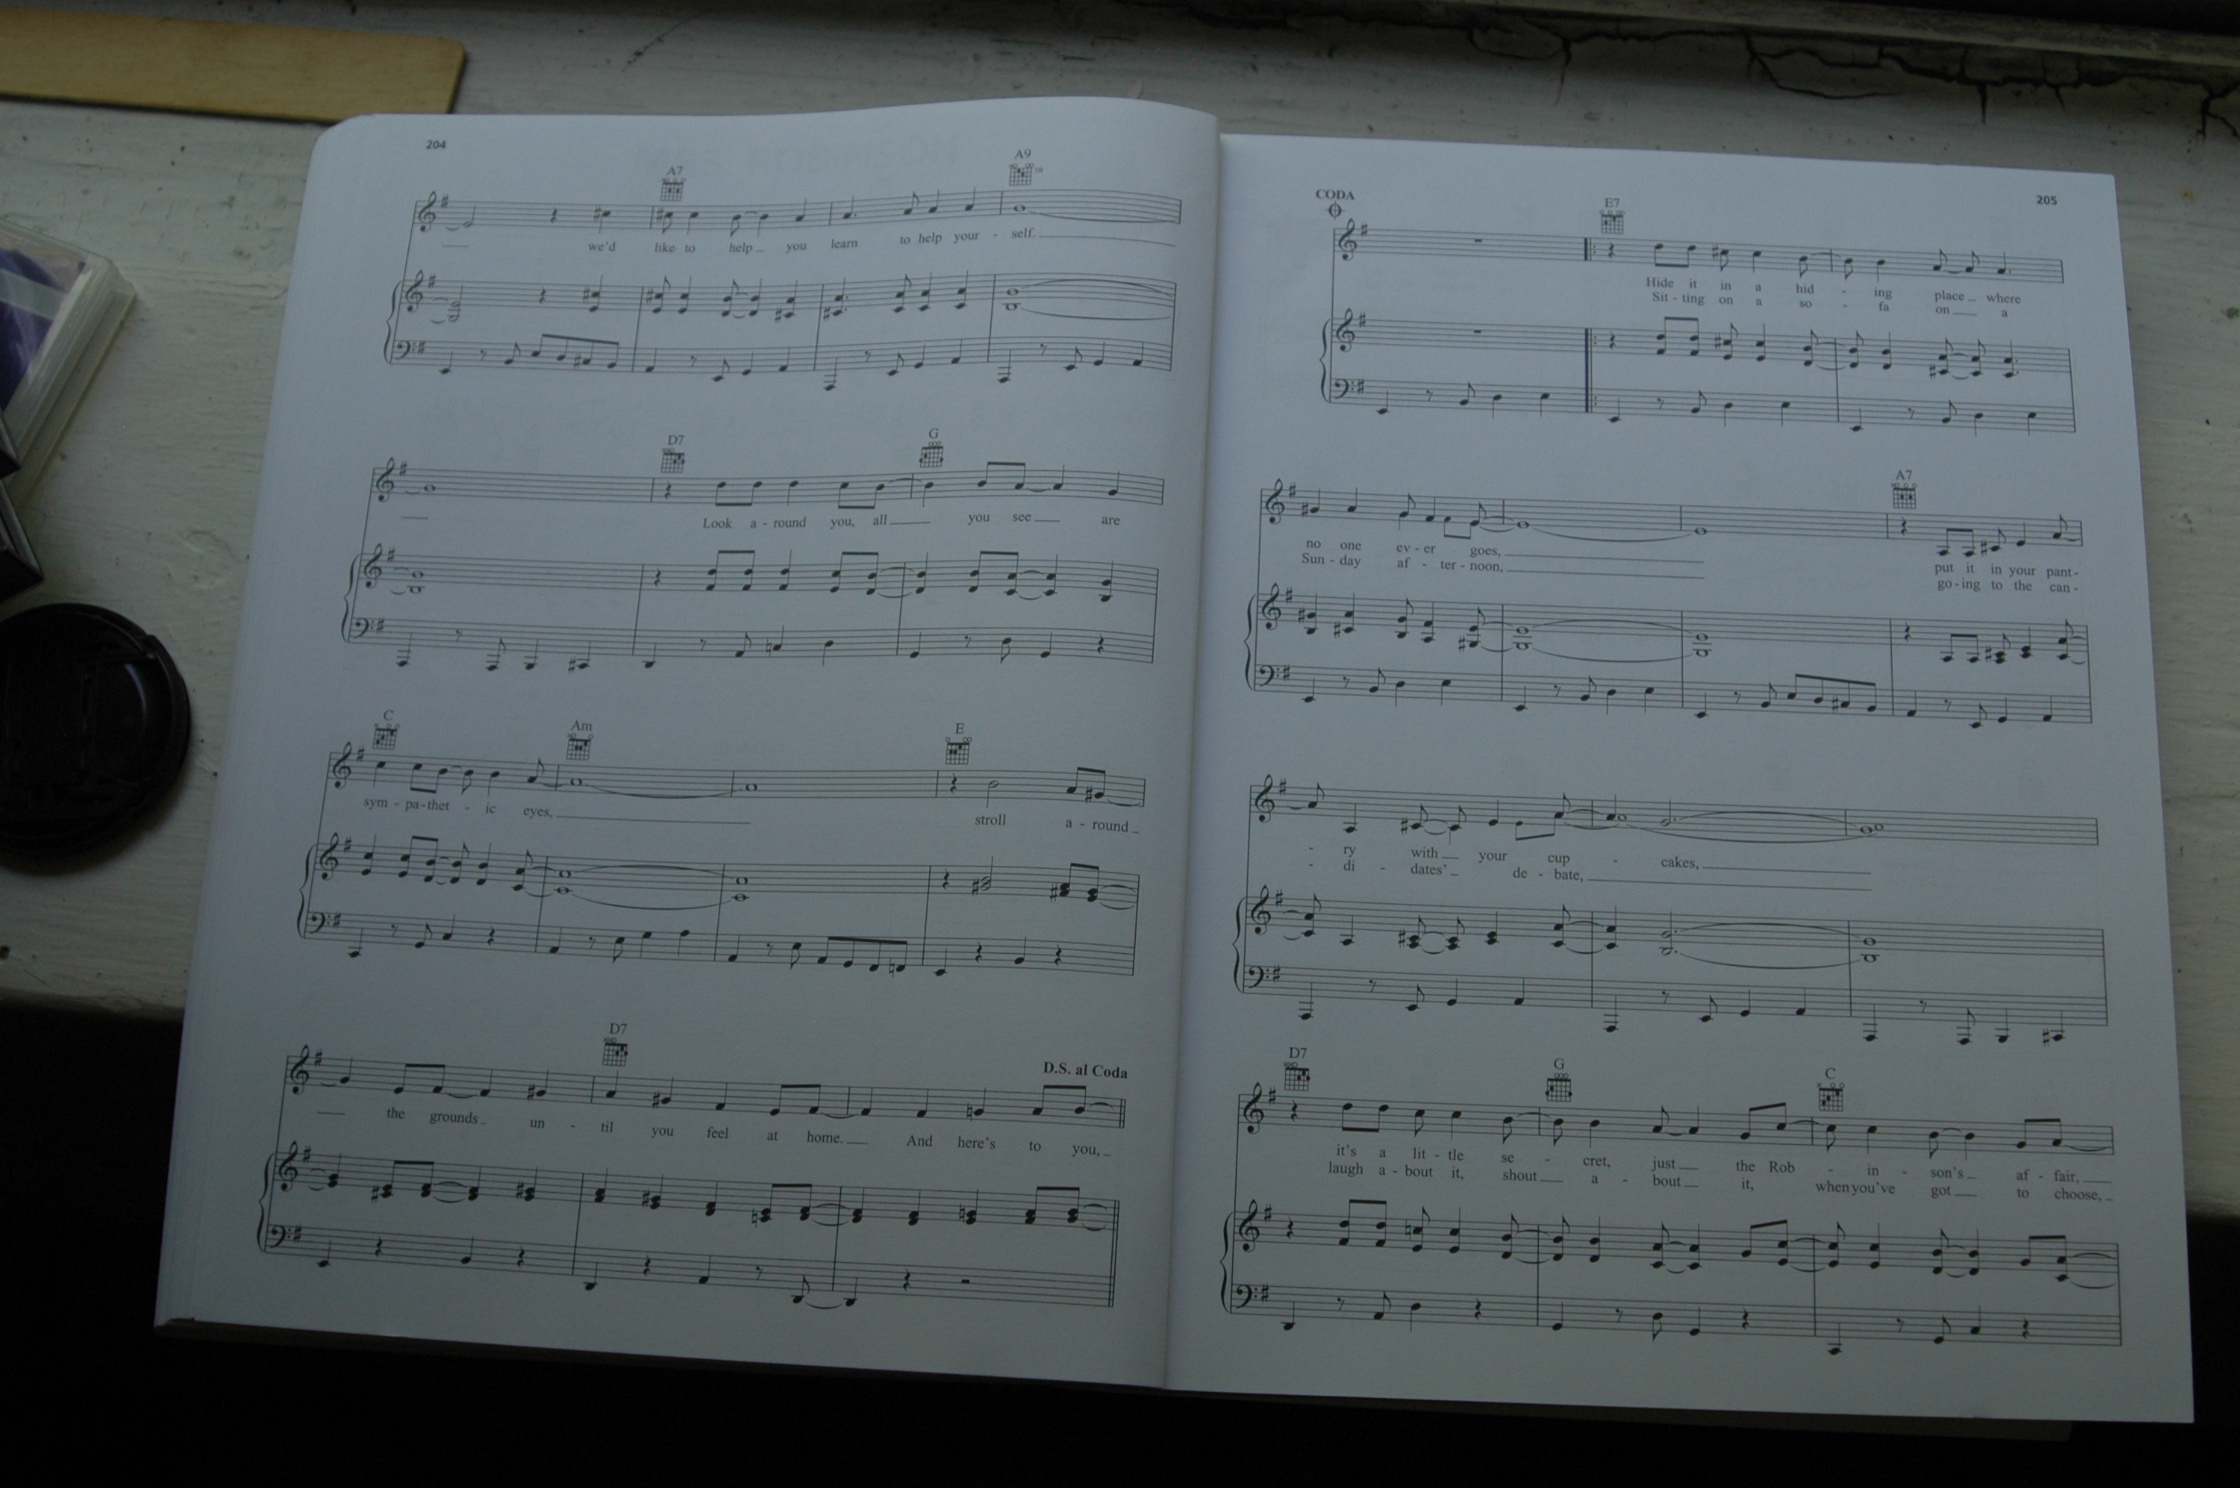 204
A7 A9
we'd like to help you learn to help your - self.
D7 G
Look a - round you, all you see are
C Am E
sym - pa - thet - ic eyes, stroll a - round
D7
D.S. al Coda
the grounds un - til you feel at home. And here's to you,
205
CODA
E7
Hide it in a hid - ing place where
Sit - ting on a so - fa on a
A7
no one ev - er goes, put it in your pant-
Sun - day af - ter - noon, going to the can-
- ry with your cup - cakes,
- di - dates' de - bate,
D7 G C
it's a lit - tle se - cret, just the Rob - in - son's af - fair,
laugh a - bout it, shout a - bout it, when you've got to choose,